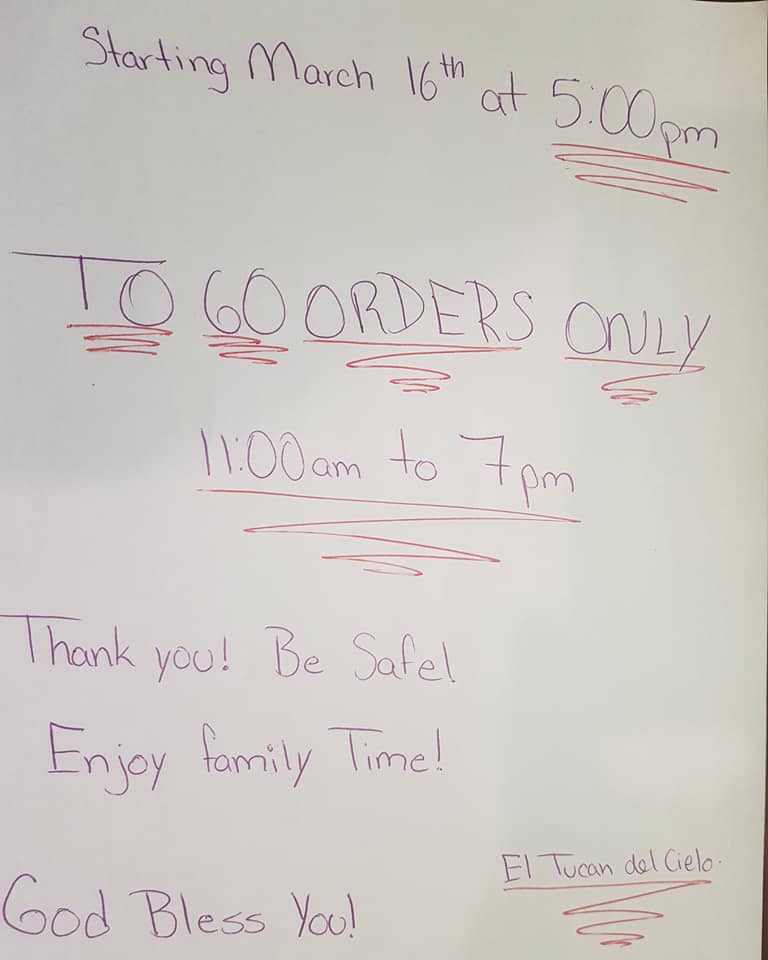 Starting March 16th at 5:00pm
TO GO ORDERS ONLY
11:00am to 7pm
Thank you! Be Safe!
Enjoy family Time!
God Bless You!
El Tucan del Cielo.